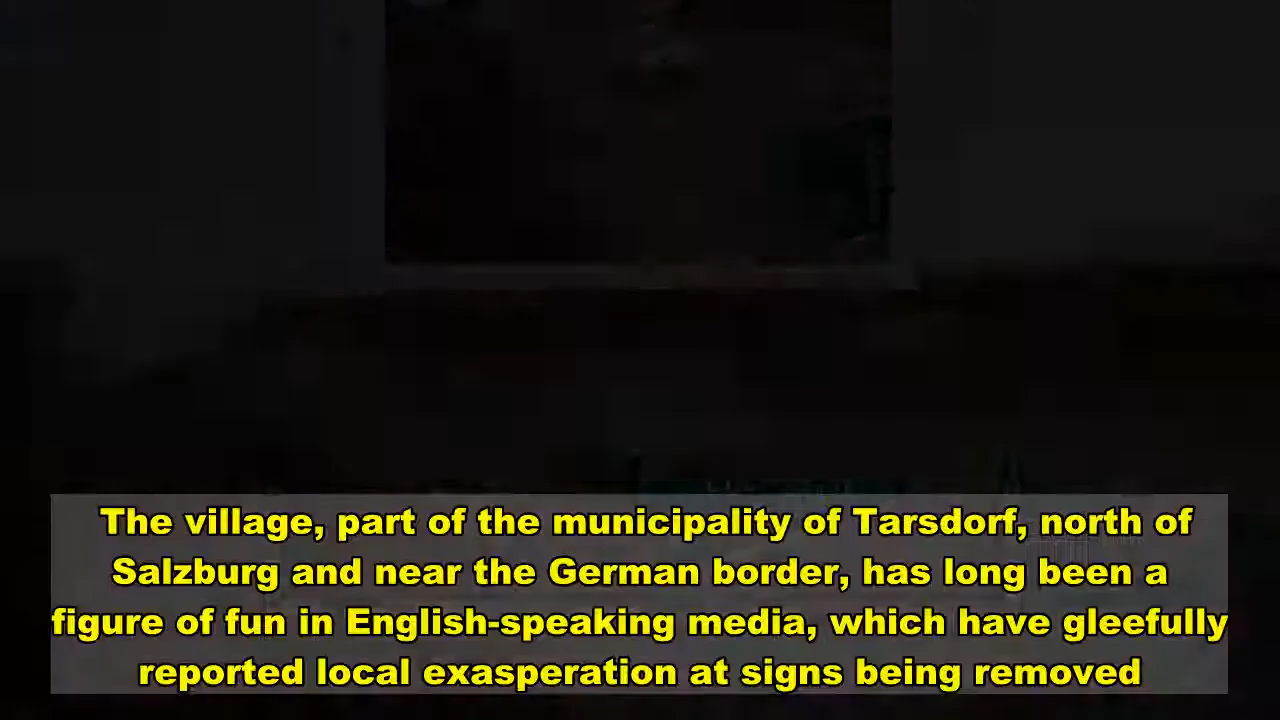 The village, part of the municipality of Tarsdorf, north of
Salzburg and near the German border, has long been a
figure of fun in English-speaking media, which have gleefully
reported local exasperation at signs being removed